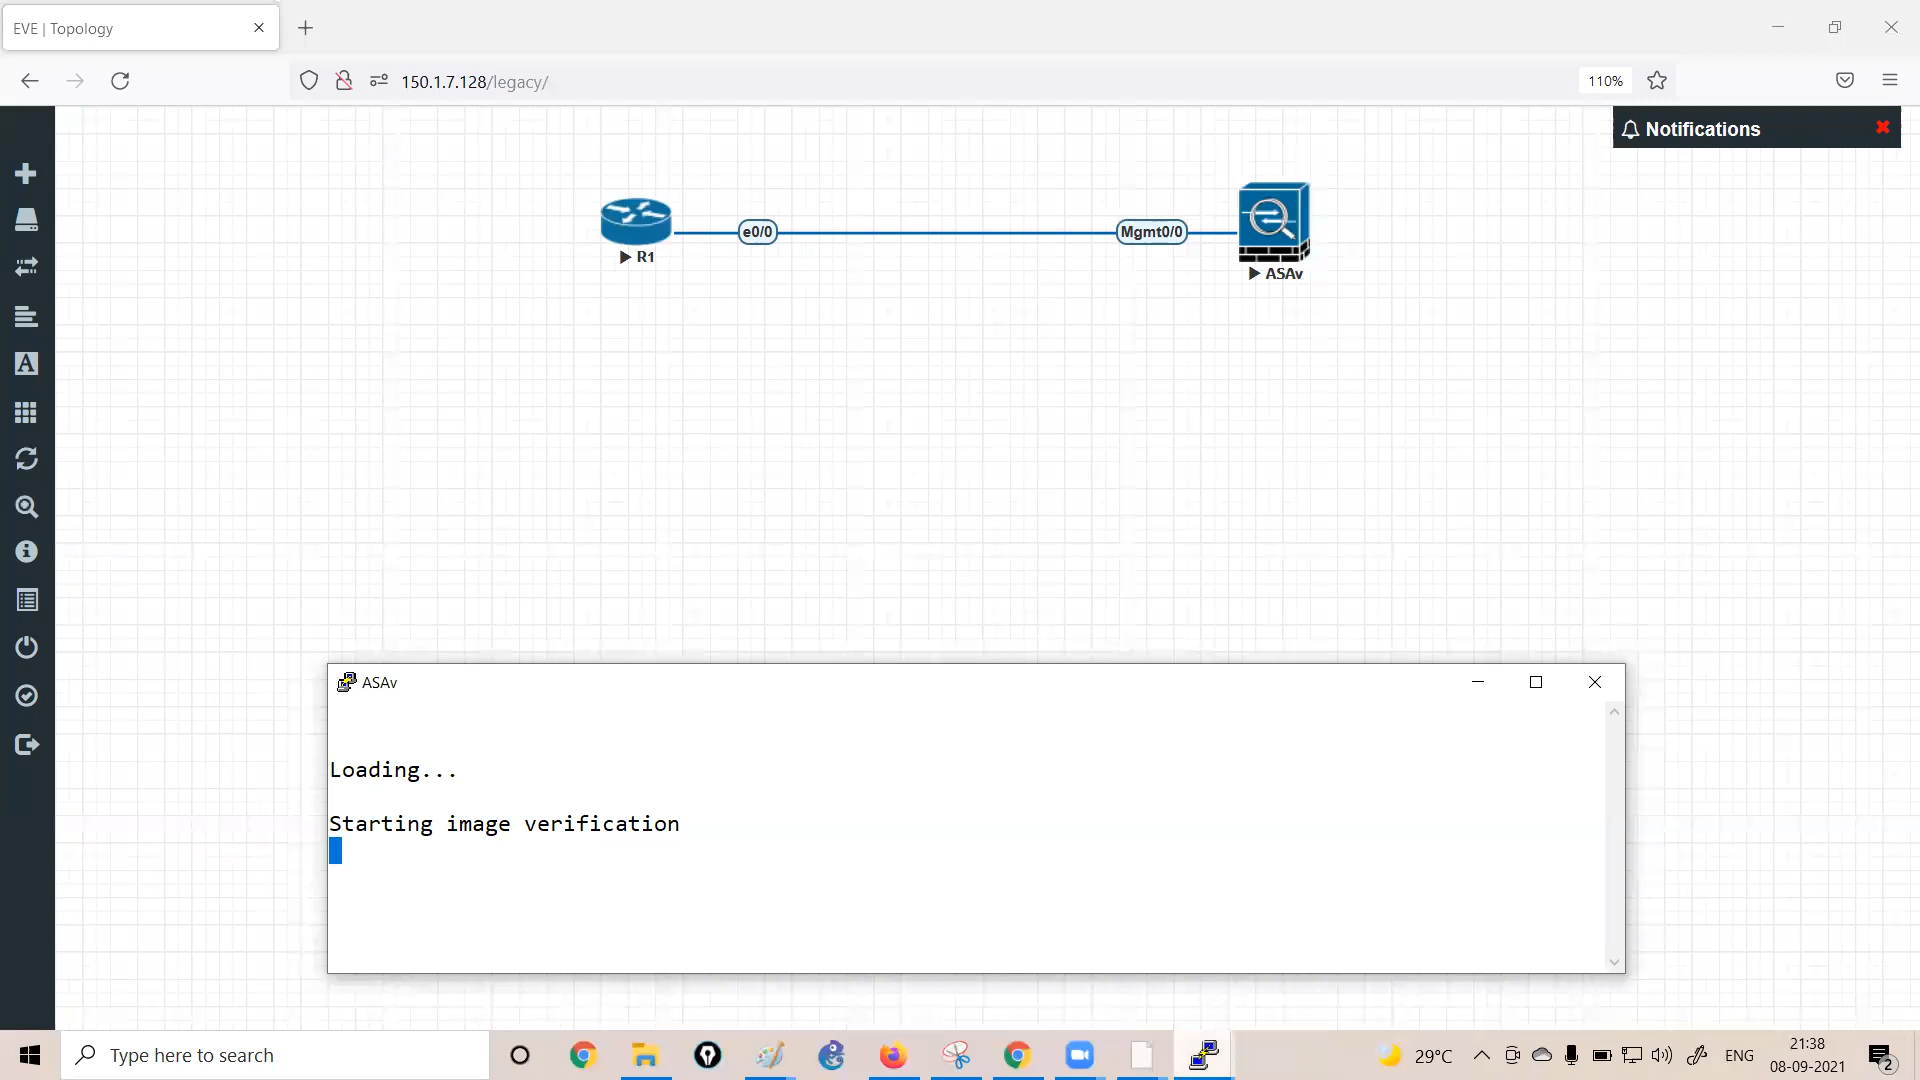 EVE | Topology
150.1.7.128/legacy/
110%
Notifications
e0/0
Mgmt0/0
R1
ASAv
ASAv
Loading...
Starting image verification
Type here to search
29°C
ENG
21:38
08-09-2021
2